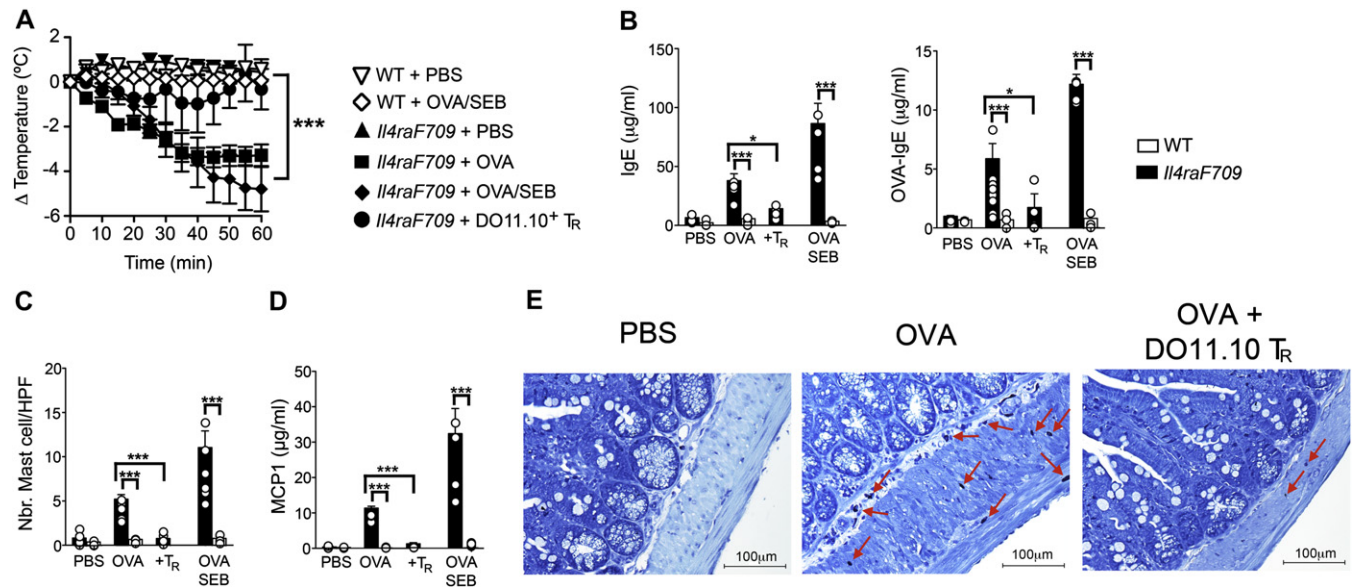 A
Δ Temperature (ºC)
2
0
-2
-4
-6
0 10 20 30 40 50 60
Time (min)
***
WT + PBS
WT + OVA/SEB
Il4raF709 + PBS
Il4raF709 + OVA
Il4raF709 + OVA/SEB
Il4raF709 + DO11.10+ TR
B
IgE (µg/ml)
150
100
50
0
***
*
***
PBS OVA +TR OVA
SEB
OVA-IgE (µg/ml)
15
10
5
0
***
*
***
PBS OVA +TR OVA
SEB
WT
Il4raF709
C
Nbr. Mast cell/HPF
20
15
10
5
0
***
***
***
PBS OVA +TR OVA
SEB
D
MCP1 (µg/ml)
50
40
30
20
10
0
***
***
***
PBS OVA +TR OVA
SEB
E
PBS
OVA
OVA +
DO11.10 TR
100µm
100µm
100µm